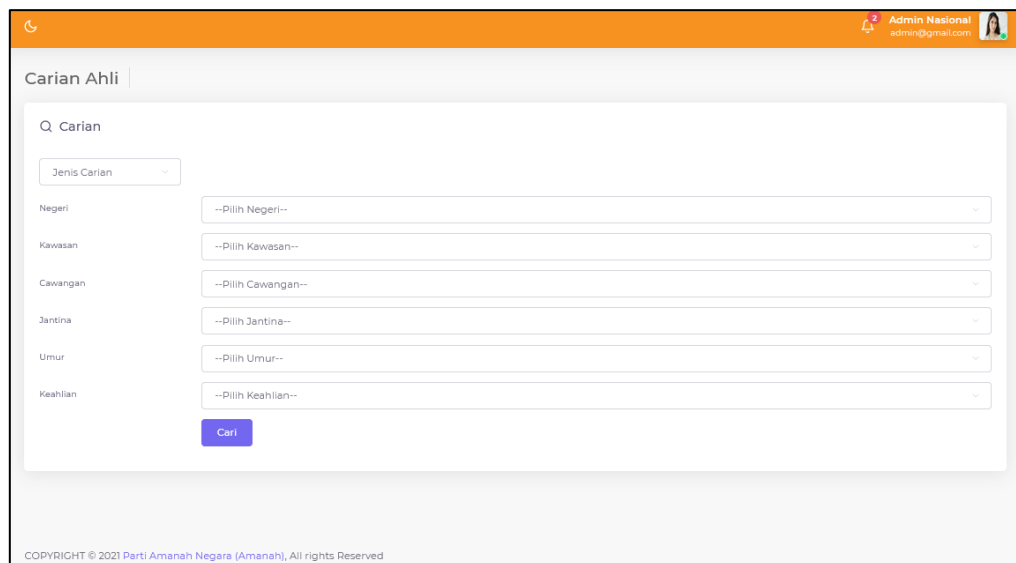 2
Admin Nasional
admin@gmail.com
Carian Ahli
Carian
Jenis Carian
Negeri
--Pilih Negeri--
Kawasan
--Pilih Kawasan--
Cawangan
--Pilih Cawangan--
Jantina
--Pilih Jantina--
Umur
--Pilih Umur--
Keahlian
--Pilih Keahlian--
Cari
COPYRIGHT © 2021 Parti Amanah Negara (Amanah), All rights Reserved